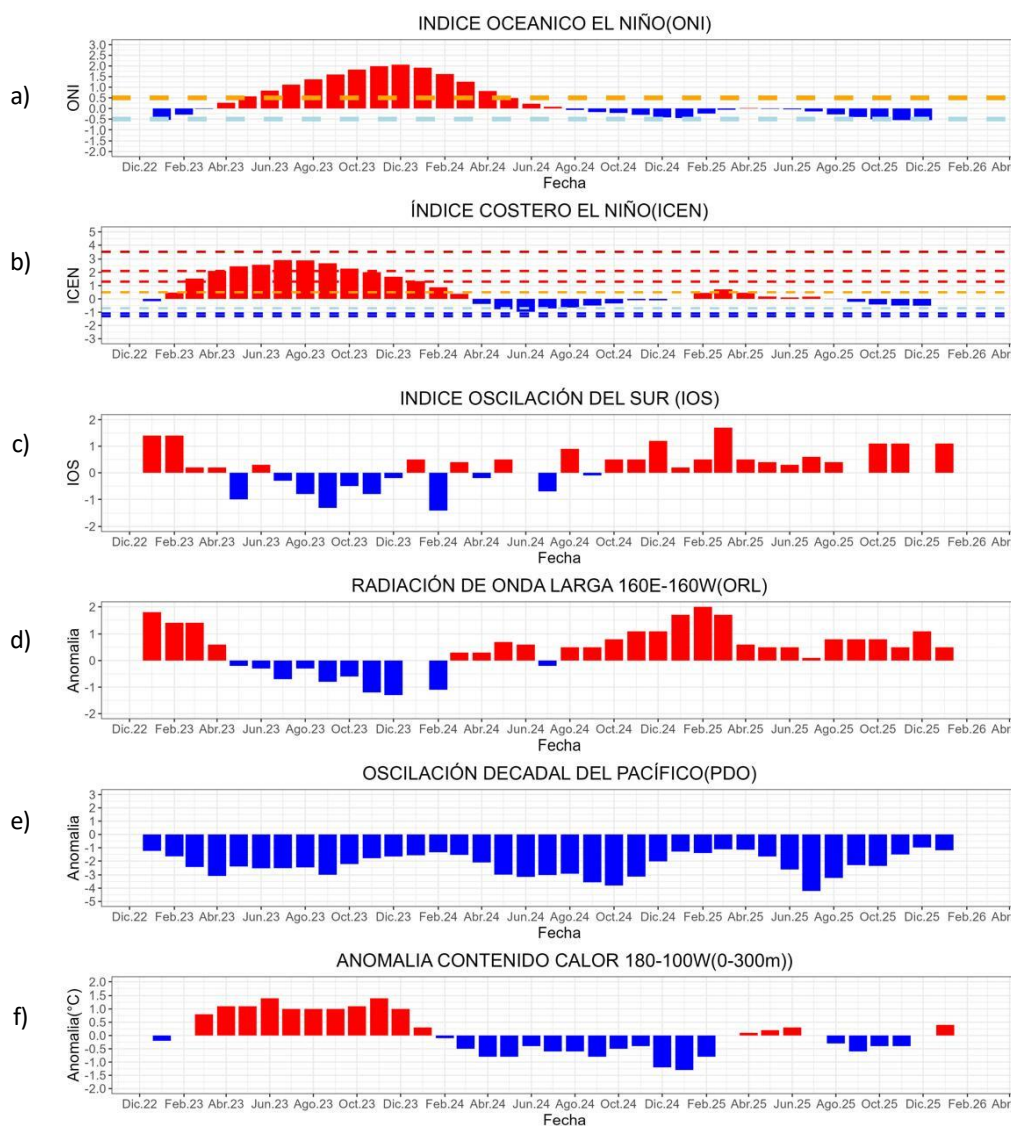 INDICE OCEANICO EL NIÑO(ONI)
a)
ONI
3.0
2.5
2.0
1.5
1.0
0.5
0.0
-0.5
-1.0
-1.5
-2.0
Dic.22 Feb.23 Abr.23 Jun.23 Ago.23 Oct.23 Dic.23 Feb.24 Abr.24 Jun.24 Ago.24 Oct.24 Dic.24 Feb.25 Abr.25 Jun.25 Ago.25 Oct.25 Dic.25 Feb.26 Abr
Fecha
ÍNDICE COSTERO EL NIÑO(ICEN)
b)
ICEN
5
4
3
2
1
0
-1
-2
-3
Dic.22 Feb.23 Abr.23 Jun.23 Ago.23 Oct.23 Dic.23 Feb.24 Abr.24 Jun.24 Ago.24 Oct.24 Dic.24 Feb.25 Abr.25 Jun.25 Ago.25 Oct.25 Dic.25 Feb.26 Abr
Fecha
INDICE OSCILACIÓN DEL SUR (IOS)
c)
IOS
2
1
0
-1
-2
Dic.22 Feb.23 Abr.23 Jun.23 Ago.23 Oct.23 Dic.23 Feb.24 Abr.24 Jun.24 Ago.24 Oct.24 Dic.24 Feb.25 Abr.25 Jun.25 Ago.25 Oct.25 Dic.25 Feb.26 Abr
Fecha
RADIACIÓN DE ONDA LARGA 160E-160W(ORL)
d)
Anomalia
2
1
0
-1
-2
Dic.22 Feb.23 Abr.23 Jun.23 Ago.23 Oct.23 Dic.23 Feb.24 Abr.24 Jun.24 Ago.24 Oct.24 Dic.24 Feb.25 Abr.25 Jun.25 Ago.25 Oct.25 Dic.25 Feb.26 Abr
Fecha
OSCILACIÓN DECADAL DEL PACÍFICO(PDO)
e)
Anomalia
3
2
1
0
-1
-2
-3
-4
-5
Dic.22 Feb.23 Abr.23 Jun.23 Ago.23 Oct.23 Dic.23 Feb.24 Abr.24 Jun.24 Ago.24 Oct.24 Dic.24 Feb.25 Abr.25 Jun.25 Ago.25 Oct.25 Dic.25 Feb.26 Abr
Fecha
ANOMALIA CONTENIDO CALOR 180-100W(0-300m))
f)
Anomalia(°C)
2.0
1.5
1.0
0.5
0.0
-0.5
-1.0
-1.5
-2.0
Dic.22 Feb.23 Abr.23 Jun.23 Ago.23 Oct.23 Dic.23 Feb.24 Abr.24 Jun.24 Ago.24 Oct.24 Dic.24 Feb.25 Abr.25 Jun.25 Ago.25 Oct.25 Dic.25 Feb.26 Abr
Fecha